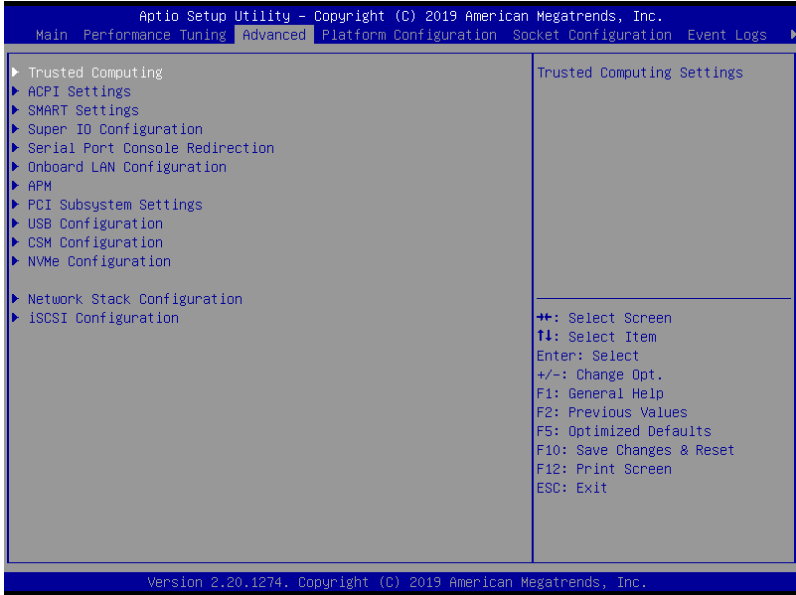 Aptio Setup Utility – Copyright (C) 2019 American Megatrends, Inc.
Main Performance Tuning Advanced Platform Configuration Socket Configuration Event Logs
Trusted Computing
ACPI Settings
SMART Settings
Super IO Configuration
Serial Port Console Redirection
Onboard LAN Configuration
APM
PCI Subsystem Settings
USB Configuration
CSM Configuration
NVMe Configuration
Network Stack Configuration
iSCSI Configuration
Trusted Computing Settings
→←: Select Screen
↑↓: Select Item
Enter: Select
+/-: Change Opt.
F1: General Help
F2: Previous Values
F5: Optimized Defaults
F10: Save Changes & Reset
F12: Print Screen
ESC: Exit
Version 2.20.1274. Copyright (C) 2019 American Megatrends, Inc.